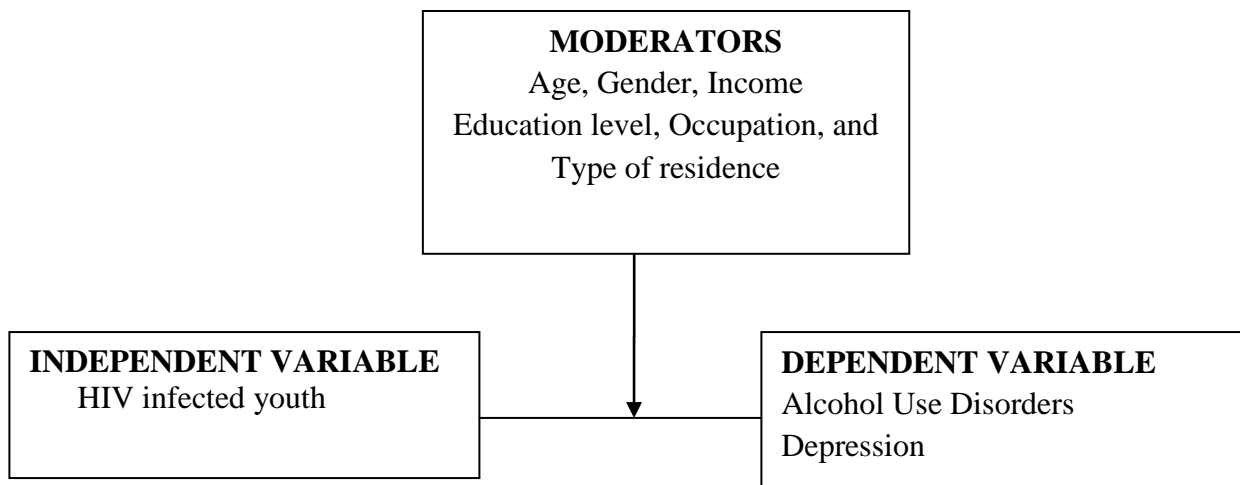 MODERATORS
Age, Gender, Income
Education level, Occupation, and
Type of residence
INDEPENDENT VARIABLE
HIV infected youth
DEPENDENT VARIABLE
Alcohol Use Disorders
Depression